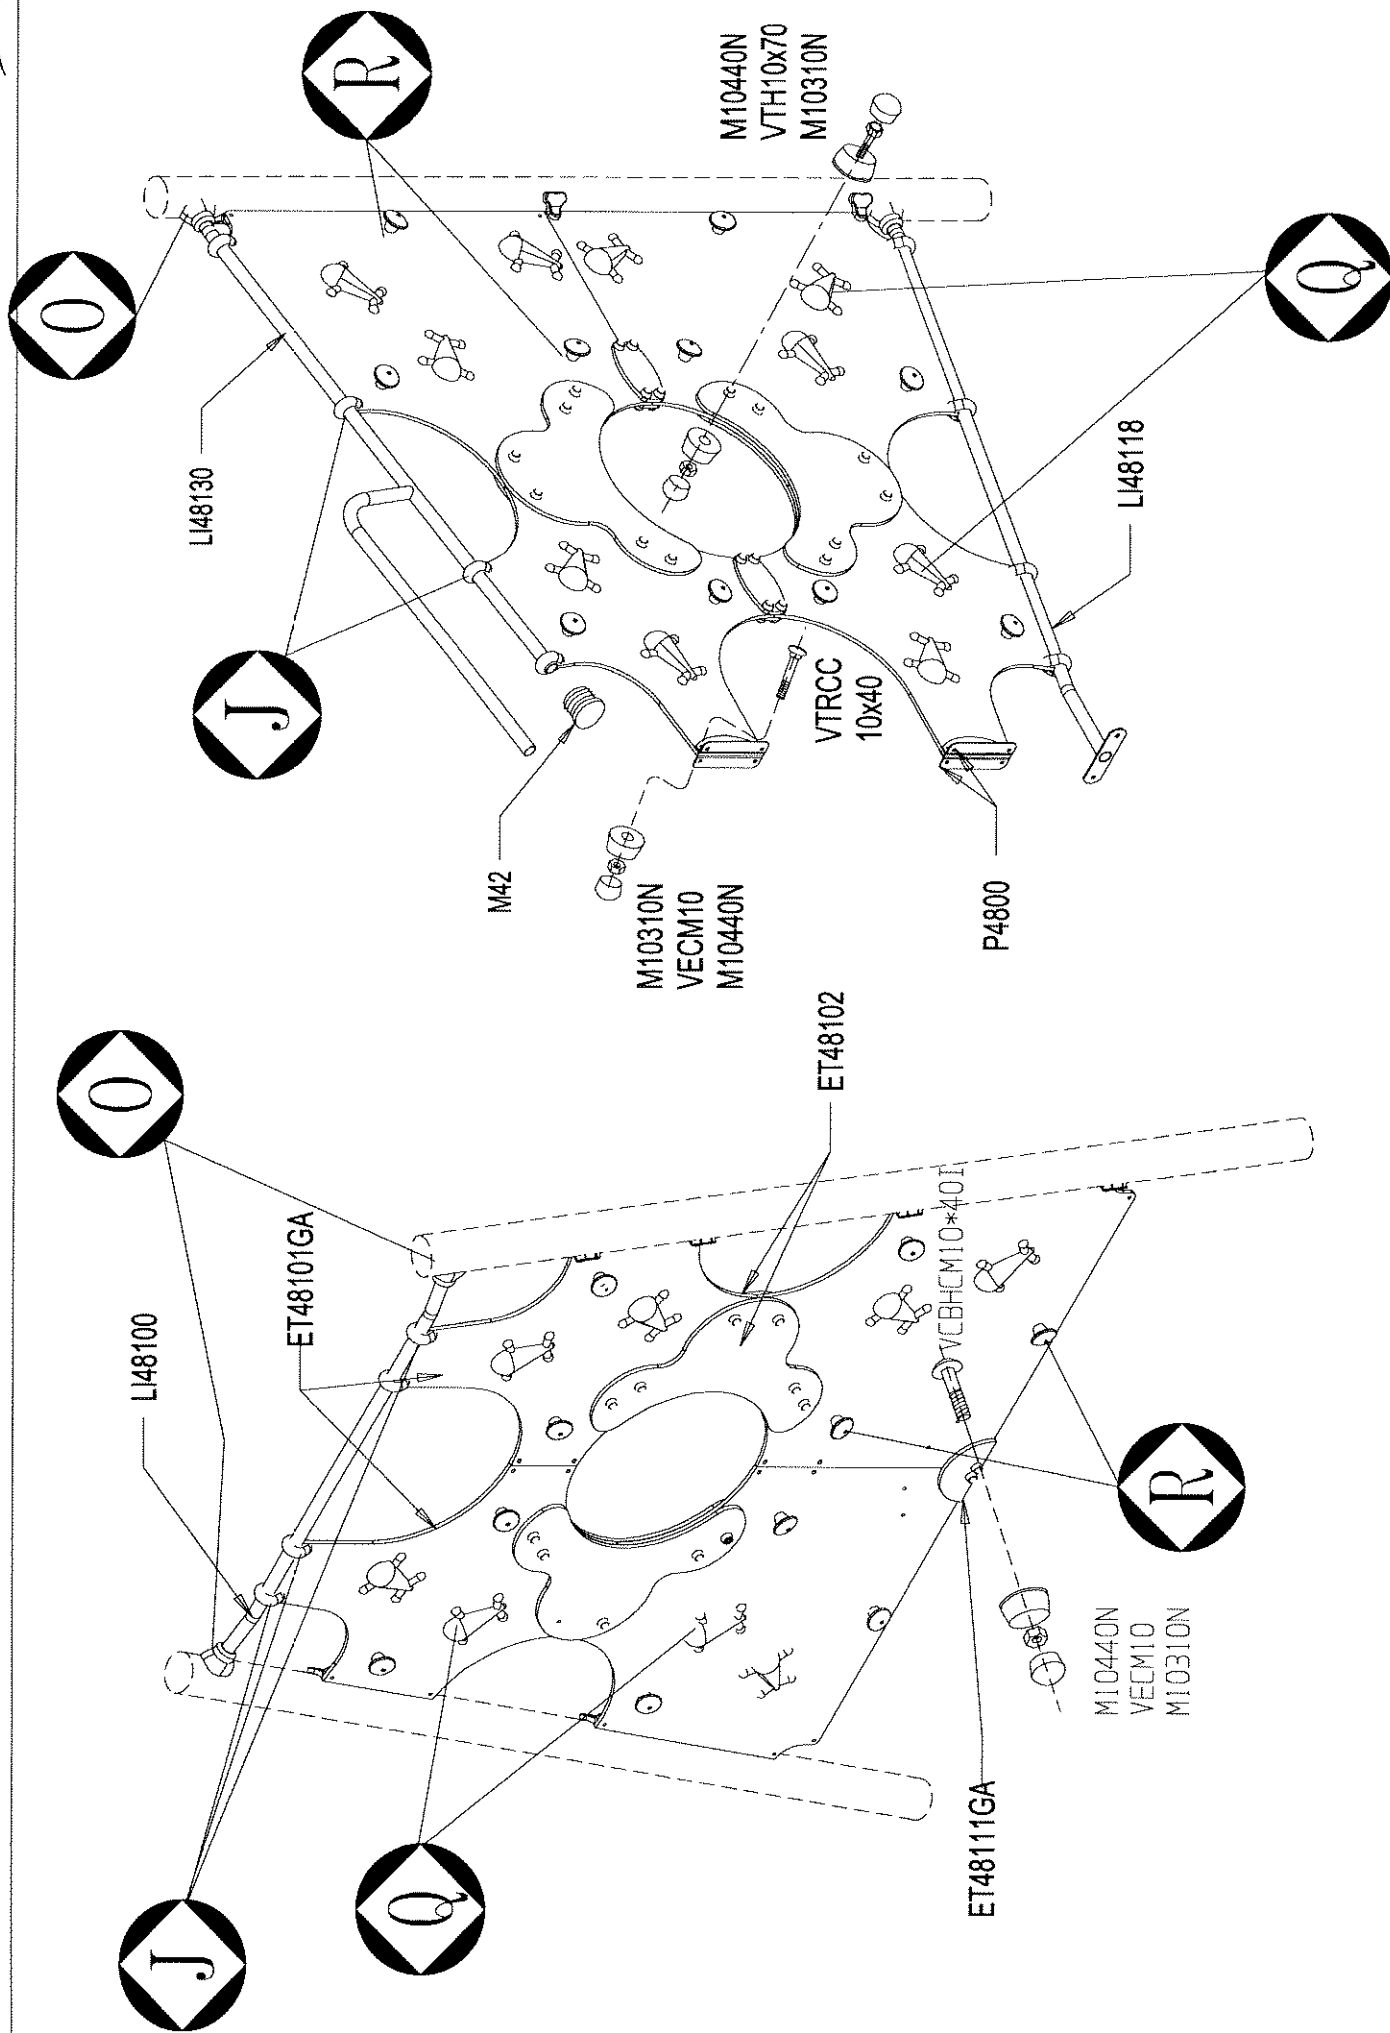 J
O
LI48100
ET48101GA
Q
ET48102
ET48111GA
VCBHCM10*40I
M10440N
VECM10
M10310N
R
O
J
LI48130
R
M42
M10310N
VECM10
M10440N
VTRCC
10x40
P4800
M10440N
VTH10x70
M10310N
LI48118
Q